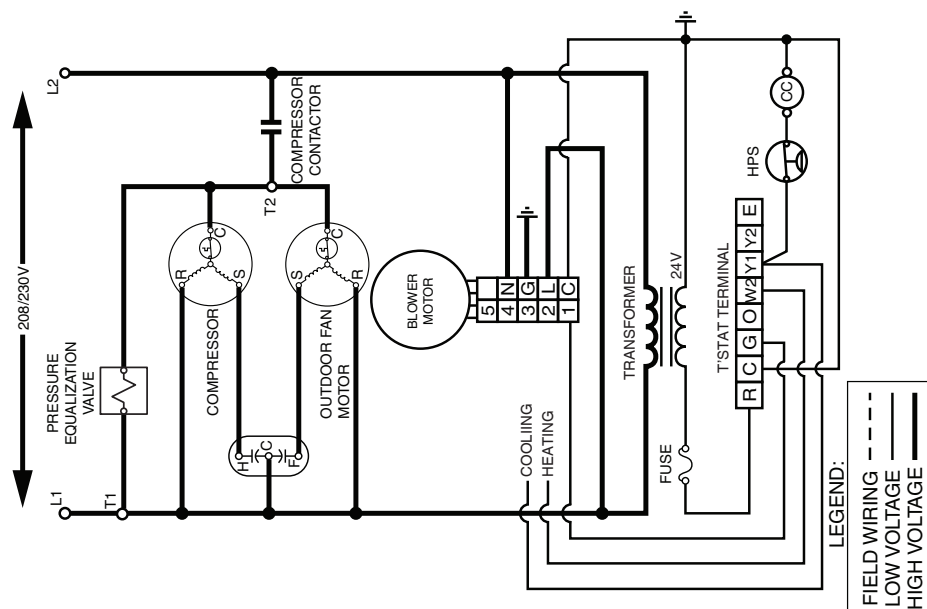 208/230V
L1
L2
T1
PRESSURE
EQUALIZATION
VALVE
COMPRESSOR
R
S
C
OUTDOOR FAN
MOTOR
S
R
C
H
C
F
T2
COMPRESSOR
CONTACTOR
BLOWER
MOTOR
5
4 N
3 G
2 L
1 C
COOLIING
HEATING
TRANSFORMER
24V
FUSE
T'STAT TERMINAL
R C G O W2 Y1 Y2 E
HPS
CC
LEGEND:
FIELD WIRING
LOW VOLTAGE
HIGH VOLTAGE